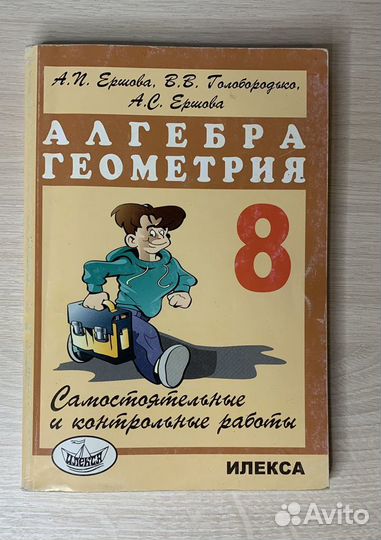 А.П. Ершова, В.В. Голобородько,
А.С. Ершова
АЛГЕБРА
ГЕОМЕТРИЯ
8
Самостоятельные
и контрольные работы
ИЛЕКСА
ИЛЕКСА
Avito